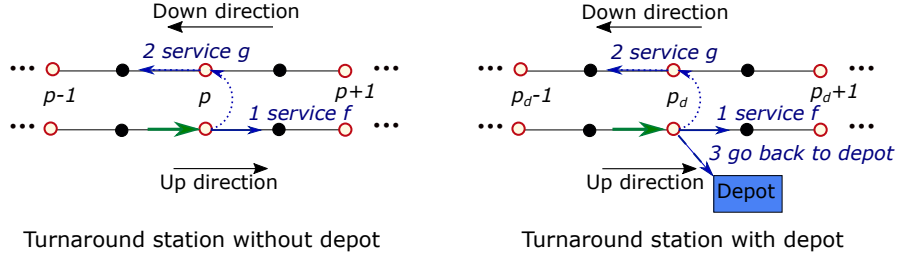 Down direction
2 service g
... ...
p-1 p p+1
1 service f
... ...
Up direction
Turnaround station without depot
Down direction
2 service g
... ...
p_d-1 p_d p_d+1
1 service f
... ...
3 go back to depot
Up direction
Depot
Turnaround station with depot